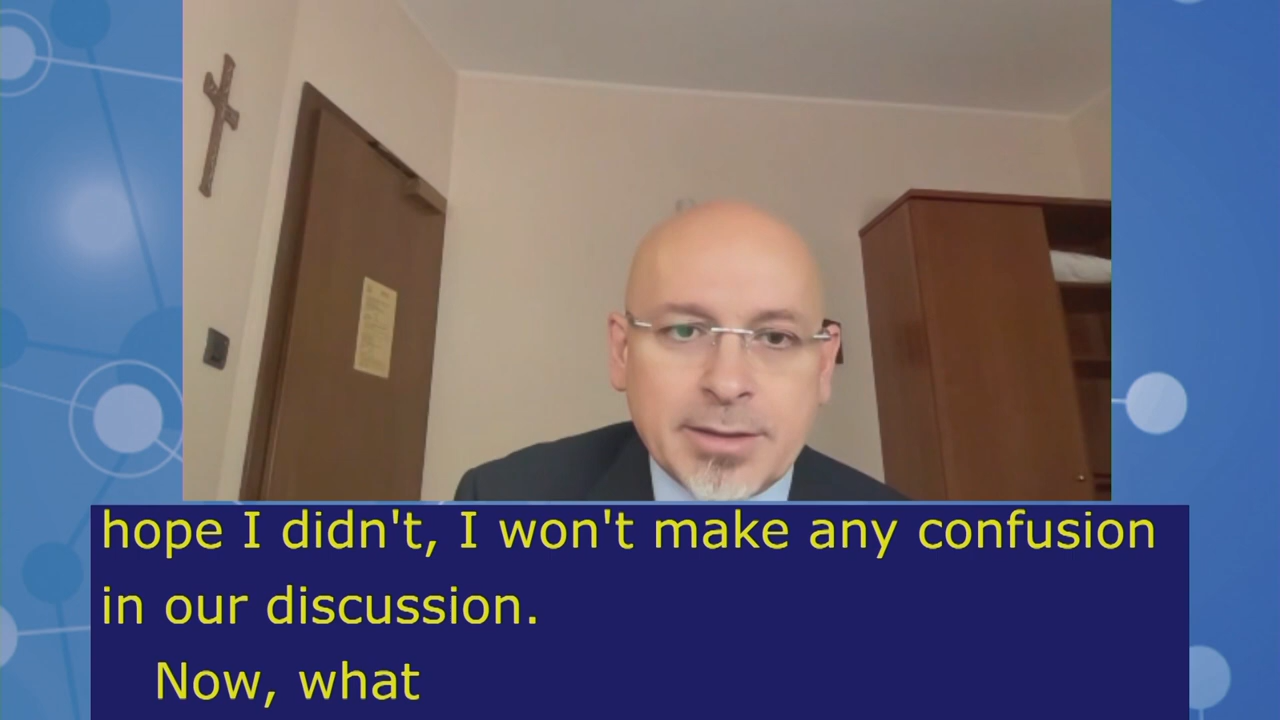 hope I didn't, I won't make any confusion
in our discussion.
Now, what